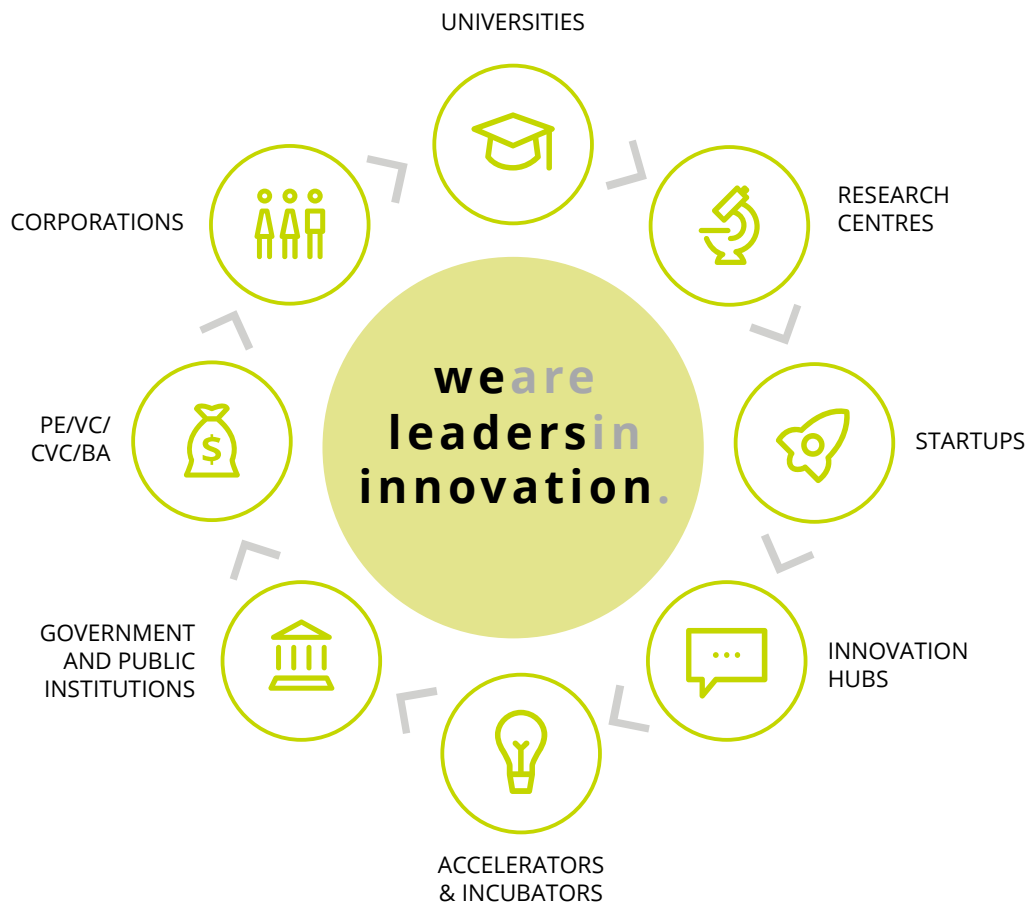 UNIVERSITIES
RESEARCH
CENTRES
STARTUPS
INNOVATION
HUBS
ACCELERATORS
& INCUBATORS
GOVERNMENT
AND PUBLIC
INSTITUTIONS
PE/VC/
CVC/BA
$
CORPORATIONS
weare
leadersin
innovation.